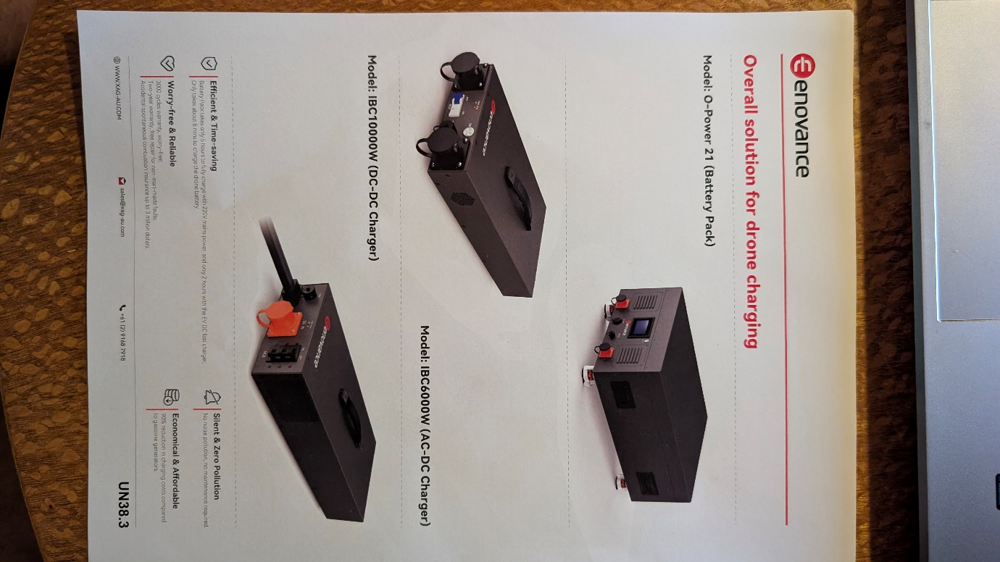 enovance
Overall solution for drone charging
Model: O-Power 21 (Battery Pack)
enovance
Model: IBC6000W (AC-DC Charger)
Model: IBC10000W (DC-DC Charger)
enovance
Efficient & Time-saving
Battery Pack takes only 5 hours to fully charge with 220V mains power, and only 2 hours with the EV DC fast charger,
Only takes about 8 mins to charge the drone battery.
Silent & Zero Pollution
No noise pollution, no maintenance required.
Worry-free & Reliable
3000 cycles warranty, worry-free;
Two-year warranty, free repair for non-man-made faults;
Accidental spontaneous combustion insurance up to 3 million dollars.
Economical & Affordable
90% reduction in charging costs compared
to gasoline generators.
WWW.XAG-AU.COM
sales@xag-au.com
+61 (2) 9168 7918
UN38.3